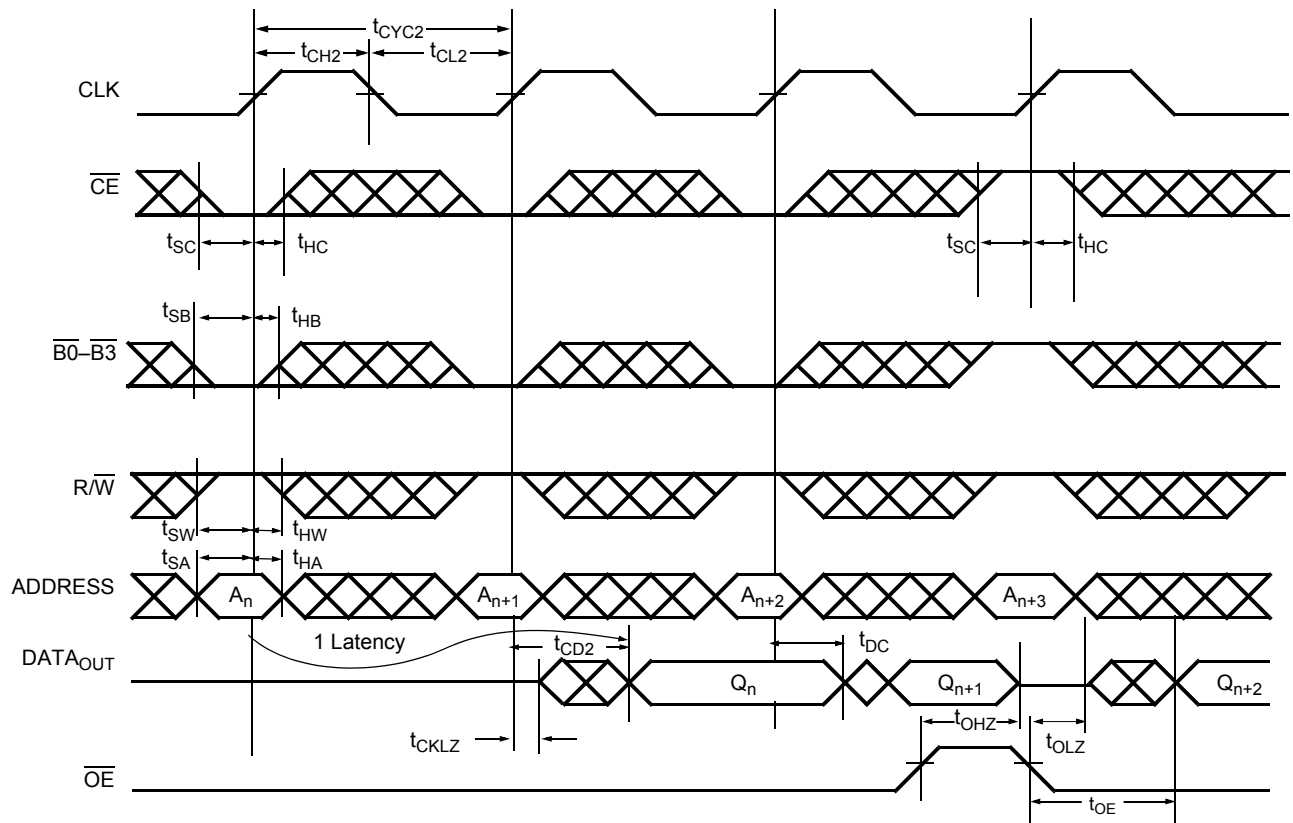 tCYC2
tCH2
tCL2
CLK
CE
tSC
tHC
tSC
tHC
tSB
tHB
B0–B3
R/W
tSW
tHW
tSA
tHA
ADDRESS
An
An+1
An+2
An+3
1 Latency
tCD2
tDC
DATAOUT
Qn
Qn+1
Qn+2
tOHZ
tCKLZ
tOLZ
OE
tOE